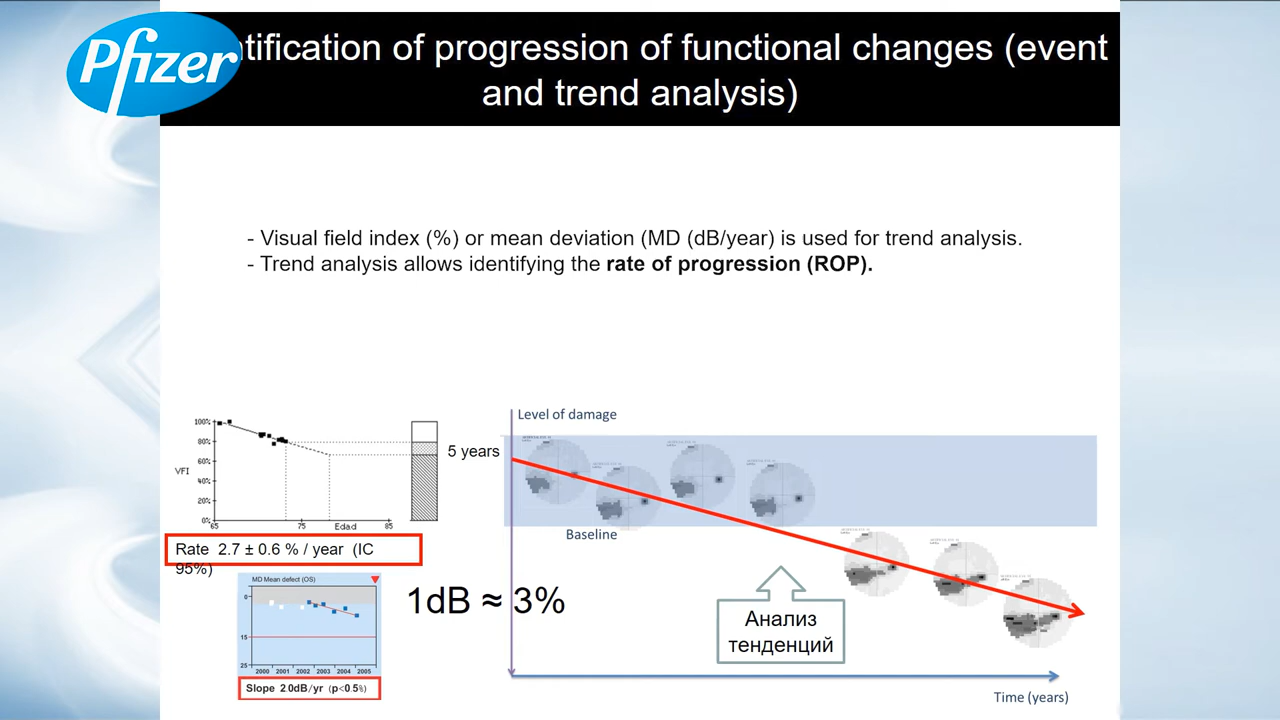 Pfizer
ntification of progression of functional changes (event
and trend analysis)
- Visual field index (%) or mean deviation (MD (dB/year) is used for trend analysis.
- Trend analysis allows identifying the rate of progression (ROP).
100%
80%
60%
40%
20%
0%
VFI
65
75
Edad
85
5 years
Rate 2.7 ± 0.6 % / year (IC
95%)
MD Mean defect (OS)
0
15
25
2000 2001 2002 2003 2004 2005
Slope 2.0dB/yr (p<0.5%)
1dB ≈ 3%
Level of damage
Baseline
Анализ
тенденций
Time (years)